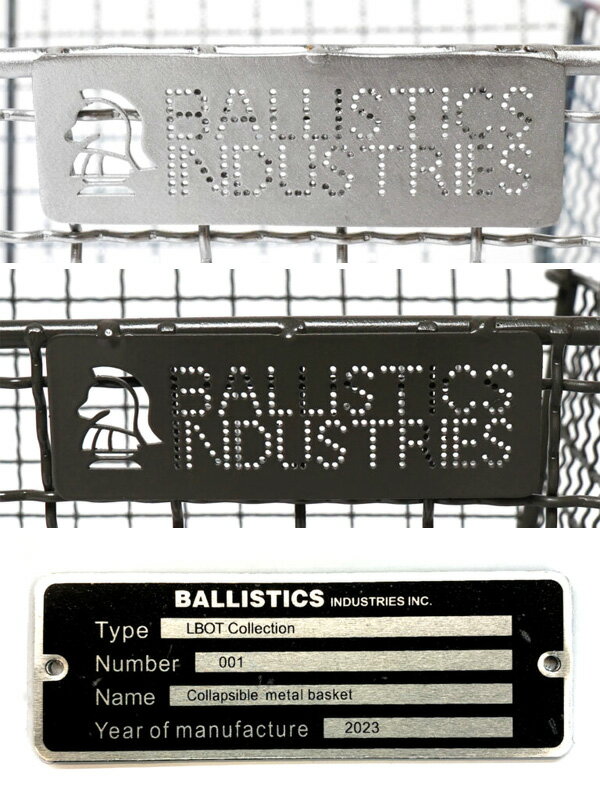 BALLISTICS
INDUSTRIES
BALLISTICS
INDUSTRIES
BALLISTICS INDUSTRIES INC.
Type LBOT Collection
Number 001
Name Collapsible metal basket
Year of manufacture 2023